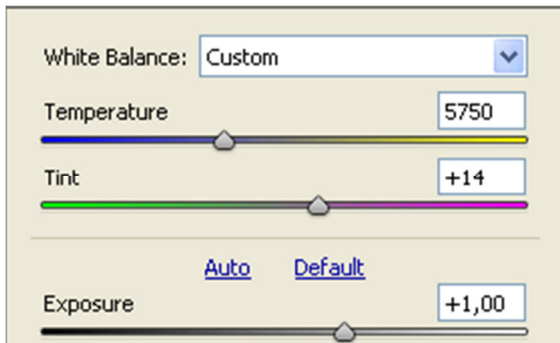 White Balance: Custom
Temperature 5750
Tint +14
Auto Default
Exposure +1,00